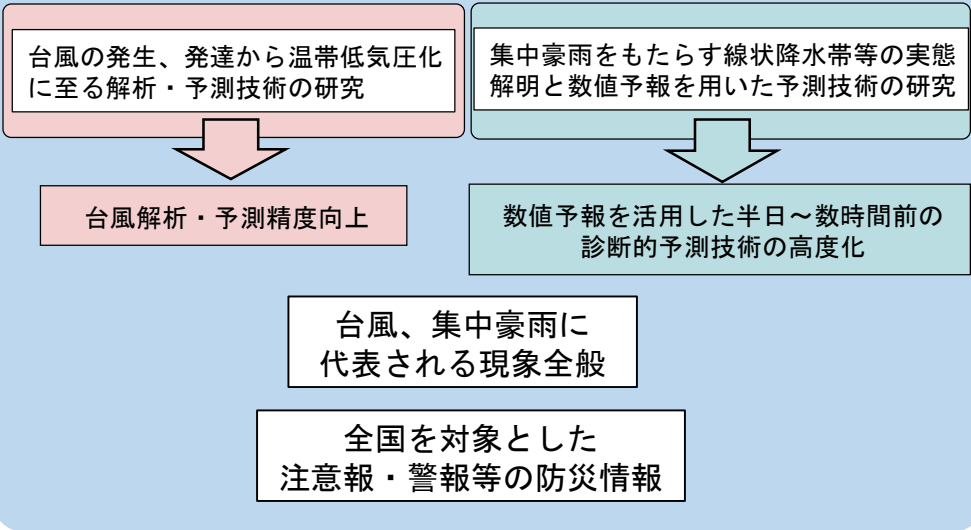 台風の発生、発達から温帯低気圧化
に至る解析・予測技術の研究
集中豪雨をもたらす線状降水帯等の実態
解明と数値予報を用いた予測技術の研究
台風解析・予測精度向上
数値予報を活用した半日～数時間前の
診断的予測技術の高度化
台風、集中豪雨に
代表される現象全般
全国を対象とした
注意報・警報等の防災情報